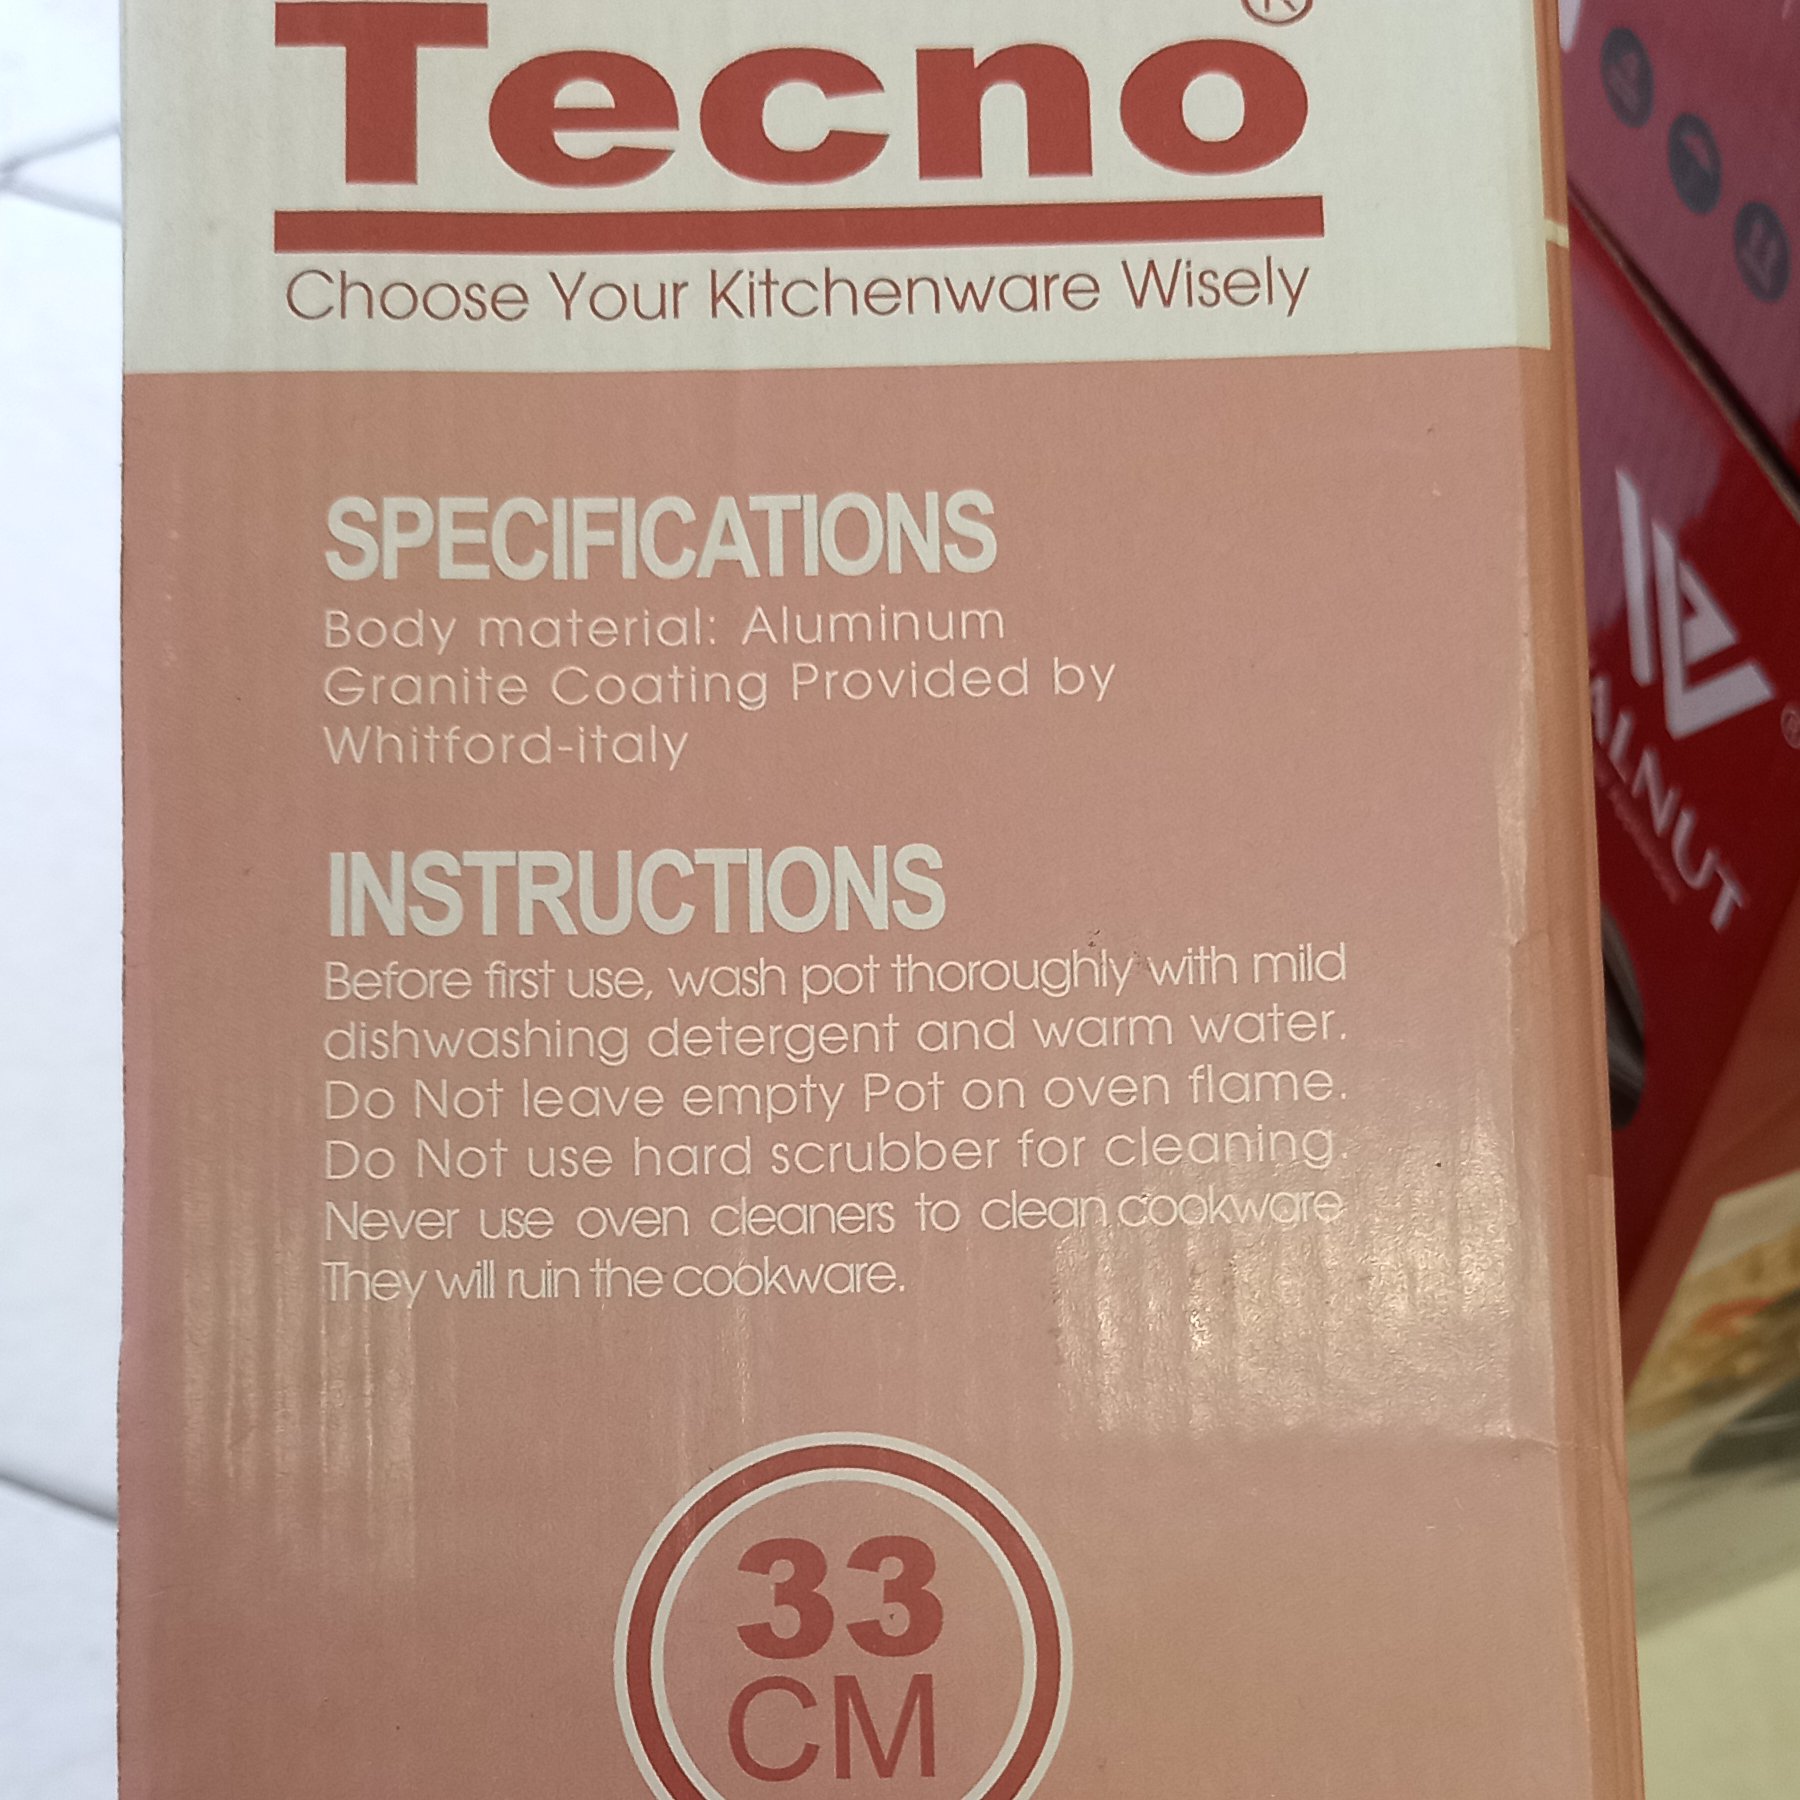 Tecno
Choose Your Kitchenware Wisely
SPECIFICATIONS
Body material: Aluminum
Granite Coating Provided by
Whitford-italy
INSTRUCTIONS
Before first use, wash pot thoroughly with mild
dishwashing detergent and warm water.
Do Not leave empty Pot on oven flame.
Do Not use hard scrubber for cleaning.
Never use oven cleaners to clean cookware
They will ruin the cookware.
33
CM
ALNUT